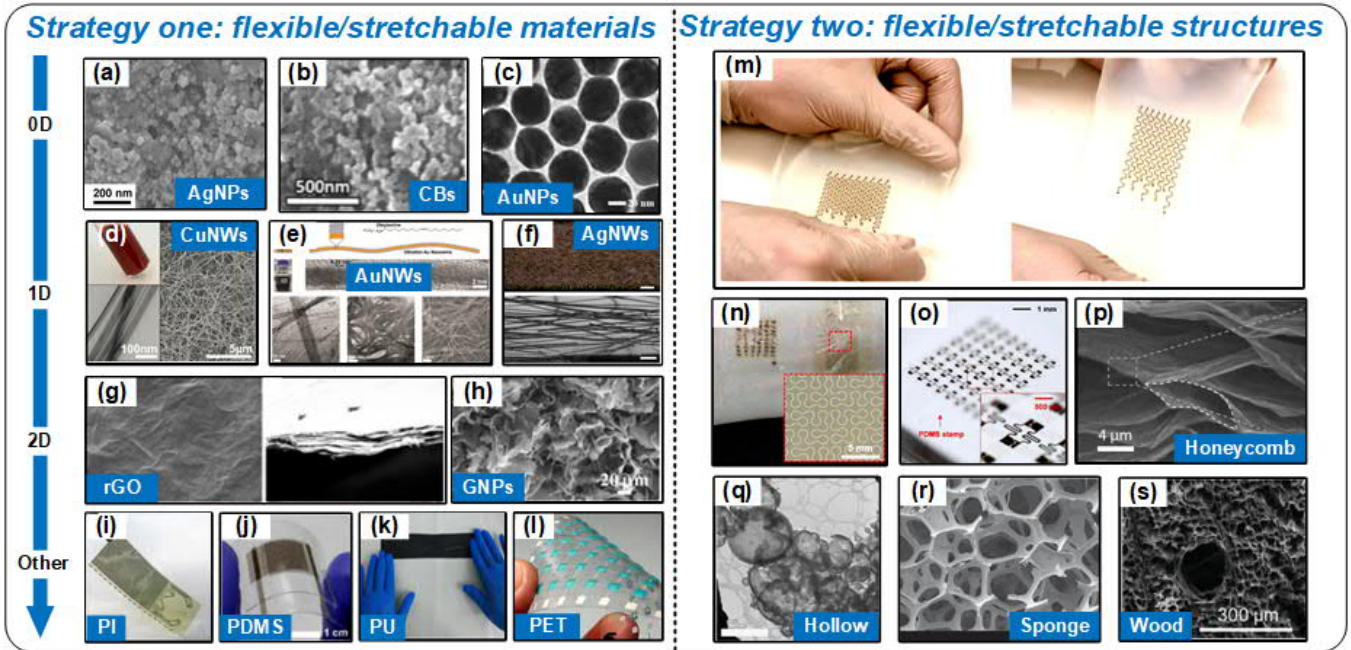 Strategy one: flexible/stretchable materials
Strategy two: flexible/stretchable structures
0D
(a)
200 nm
AgNPs
(b)
500nm
CBs
(c)
AuNPs
1D
(d)
CuNWs
100nm
5μm
(e)
AuNWs
(f)
AgNWs
2D
(g)
rGO
(h)
20 μm
GNPs
Other
(i)
PI
(j)
1 cm
PDMS
(k)
PU
(l)
PET
(m)
(n)
5 mm
(o)
1 mm
PDMS stamp
(p)
4 μm
Honeycomb
(q)
Hollow
(r)
Sponge
(s)
300 μm
Wood